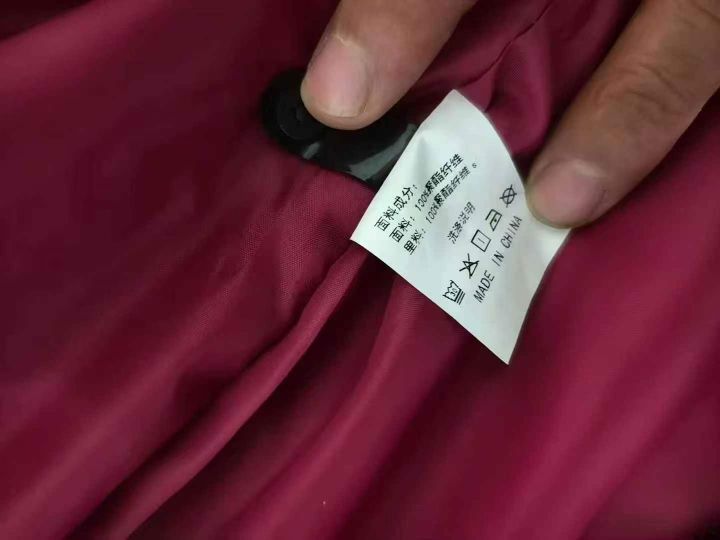 面料成分:
面料: 100%聚酯纤维
里料: 100%聚酯纤维。
洗涤说明
MADE IN CHINA